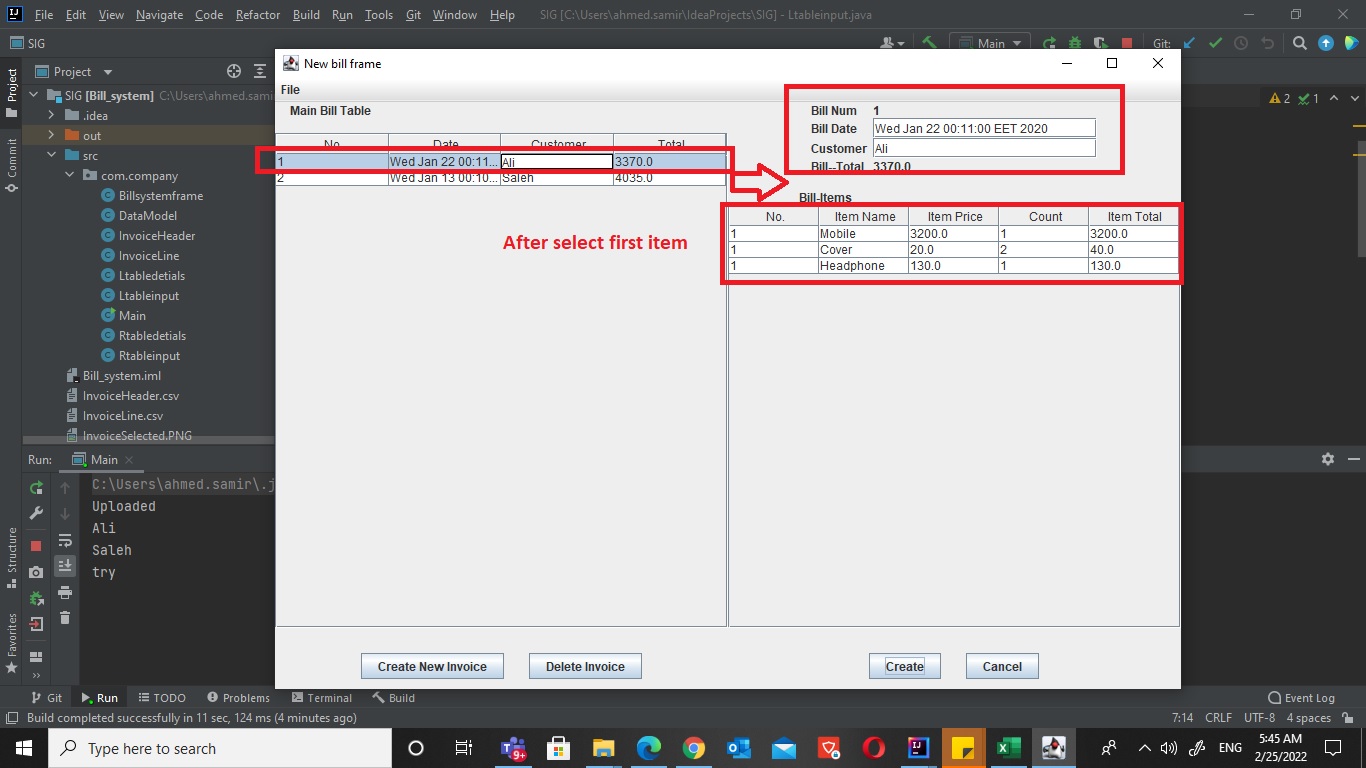 File Edit View Navigate Code Refactor Build Run Tools Git Window Help SIG [C:\Users\ahmed.samir\IdeaProjects\SIG] - Ltableinput.java
SIG
Main
Git:
Project
Project
SIG [Bill_system] C:\Users\ahmed.samir
.idea
out
src
com.company
Billsystemframe
DataModel
InvoiceHeader
InvoiceLine
Ltabledetials
Ltableinput
Main
Rtabledetials
Rtableinput
Bill_system.iml
InvoiceHeader.csv
InvoiceLine.csv
InvoiceSelected.PNG
Commit
2 1
New bill frame
File
Main Bill Table
No. Date Customer Total
1 Wed Jan 22 00:11... Ali 3370.0
2 Wed Jan 13 00:10... Saleh 4035.0
After select first item
Bill Num 1
Bill Date Wed Jan 22 00:11:00 EET 2020
Customer Ali
Bill--Total 3370.0
Bill-Items
No. Item Name Item Price Count Item Total
1 Mobile 3200.0 1 3200.0
1 Cover 20.0 2 40.0
1 Headphone 130.0 1 130.0
Create New Invoice Delete Invoice Create Cancel
Run: Main
C:\Users\ahmed.samir\.j
Uploaded
Ali
Saleh
try
Structure
Favorites
Git Run TODO Problems Terminal Build Event Log
Build completed successfully in 11 sec, 124 ms (4 minutes ago) 7:14 CRLF UTF-8 4 spaces
Type here to search
9+
ENG
5:45 AM
2/25/2022